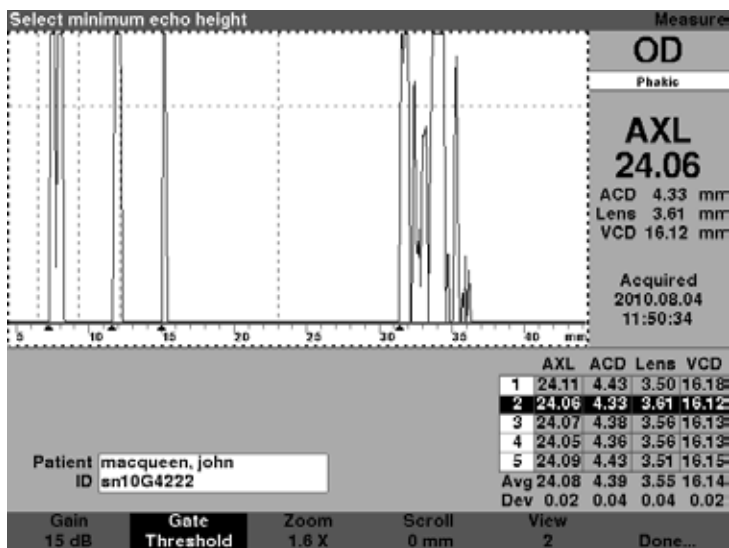 Select minimum echo height
Measure
OD
Phakic
AXL
24.06
ACD 4.33 mm
Lens 3.61 mm
VCD 16.12 mm
Acquired
2010.08.04
11:50:34
5 10 15 20 25 30 35 40 mm
AXL ACD Lens VCD
1 24.11 4.43 3.50 16.18
2 24.06 4.33 3.61 16.12
3 24.07 4.38 3.56 16.13
4 24.05 4.36 3.56 16.13
5 24.09 4.43 3.51 16.15
Avg 24.08 4.39 3.55 16.14
Dev 0.02 0.04 0.04 0.02
Patient macqueen, john
ID sn10G4222
Gain Gate Zoom Scroll View
15 dB Threshold 1.6 X 0 mm 2 Done...